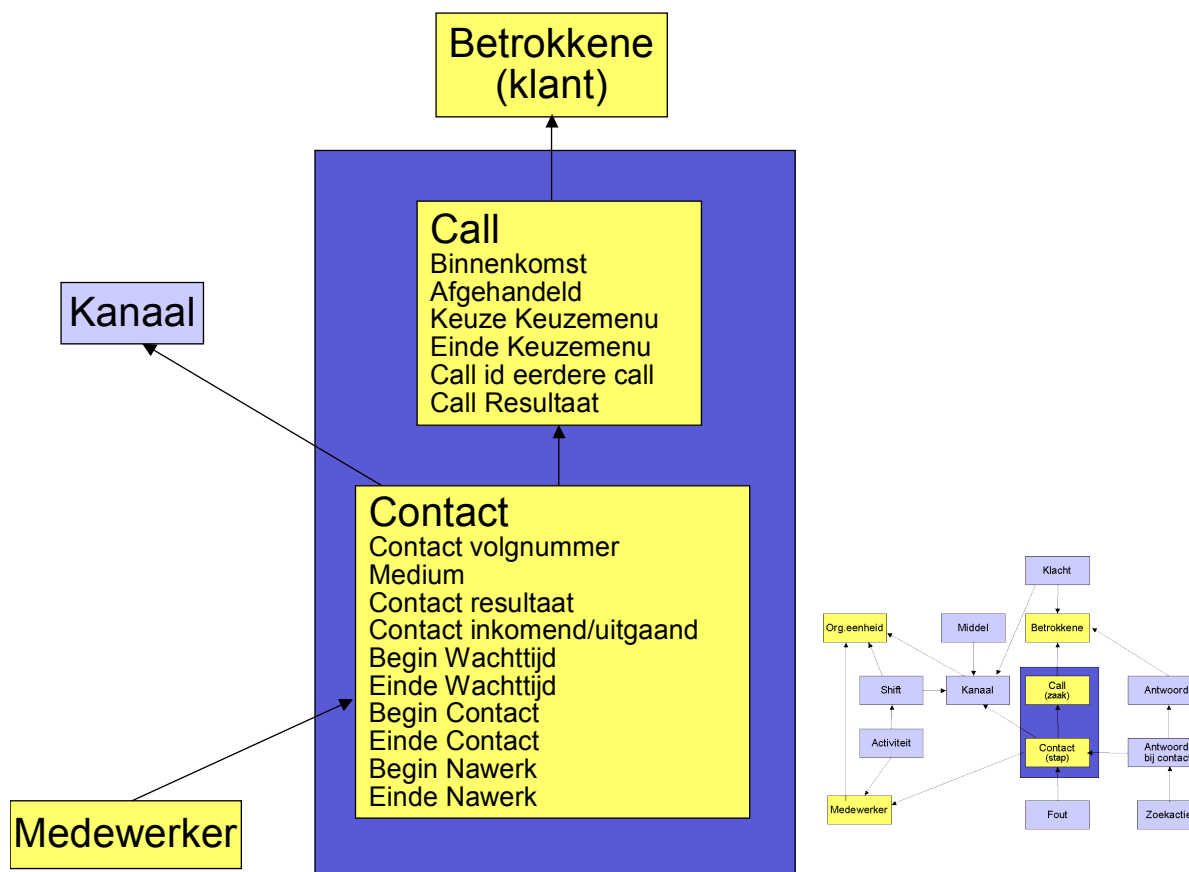 Betrokkene
(klant)
Call
Binnenkomst
Afgehandeld
Keuze Keuzemenu
Einde Keuzemenu
Call id eerdere call
Call Resultaat
Kanaal
Contact
Contact volgnummer
Medium
Contact resultaat
Contact inkomend/uitgaand
Begin Wachttijd
Einde Wachttijd
Begin Contact
Einde Contact
Begin Nawerk
Einde Nawerk
Medewerker
Klacht
Org.eenheid
Middel
Betrokkene
Shift
Kanaal
Call
(zaak)
Antwoord
Activiteit
Contact
(stap)
Antwoord
bij contact
Medewerker
Fout
Zoekactie